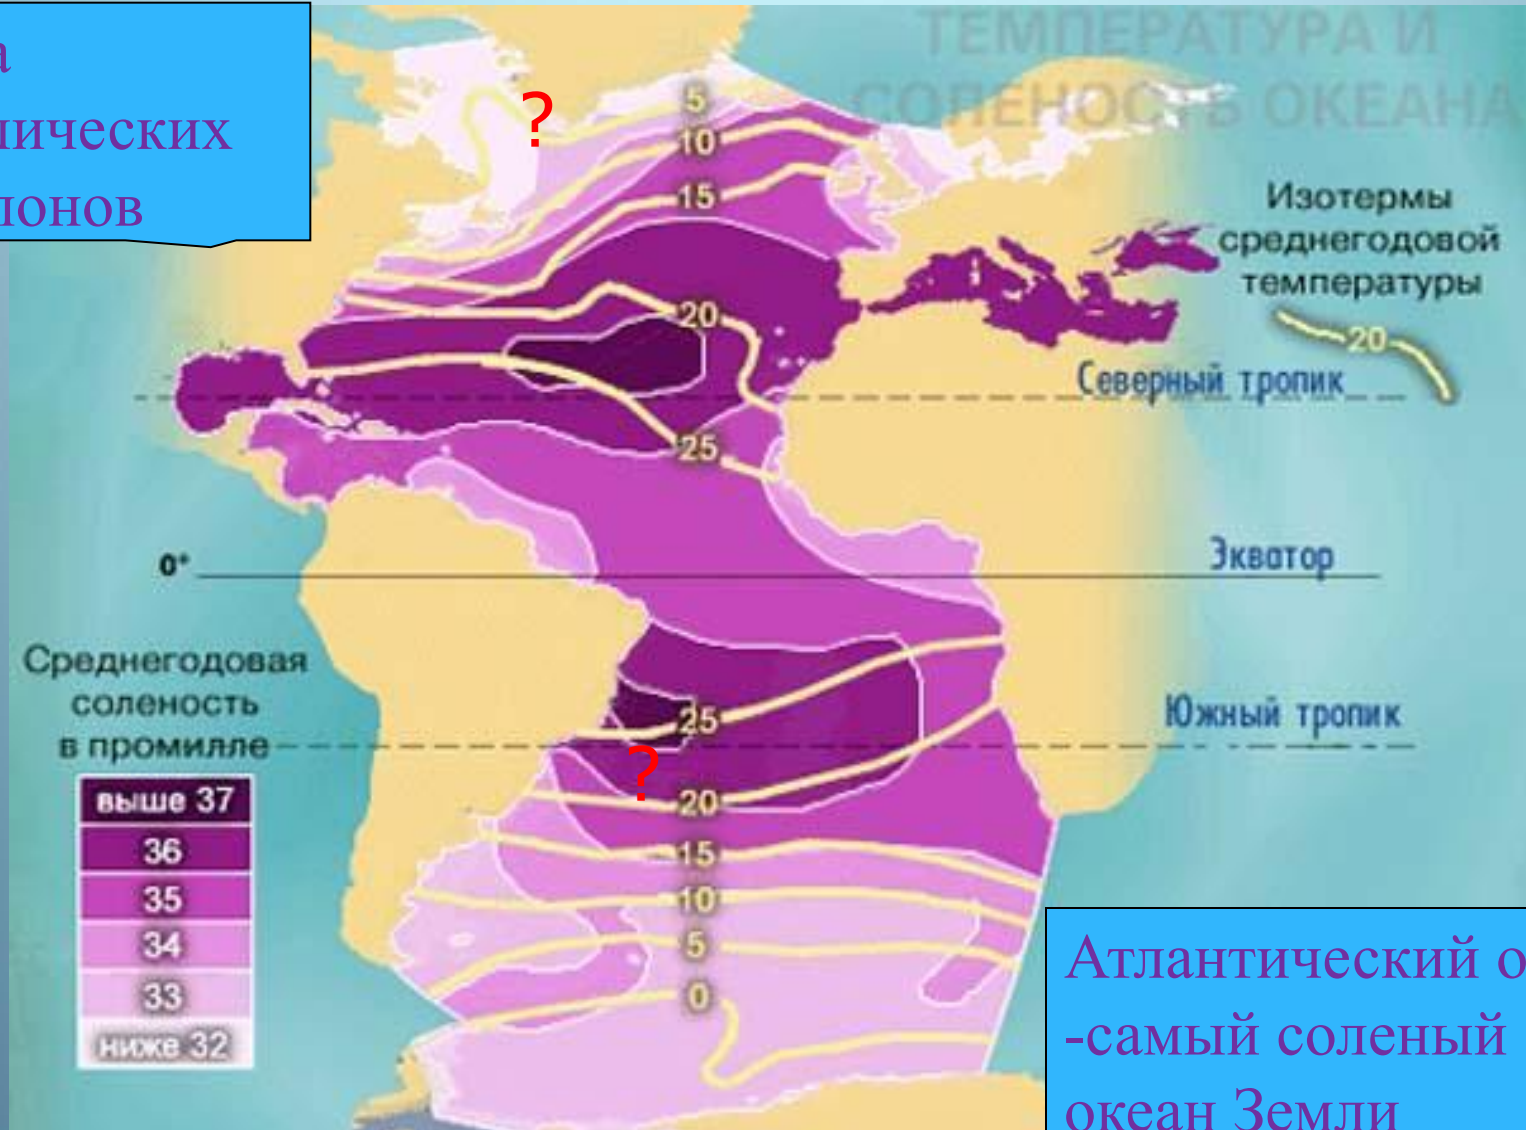 ТЕМПЕРАТУРА И
СОЛЕНОСТЬ ОКЕАНА
?
5
10
15
20
25
Изотермы
среднегодовой
температуры
20
Северный тропик
0°
Экватор
Среднегодовая
соленость
в промилле
выше 37
36
35
34
33
ниже 32
Южный тропик
25
?
20
15
10
5
0
Атлантический о
-самый соленый
океан Земли